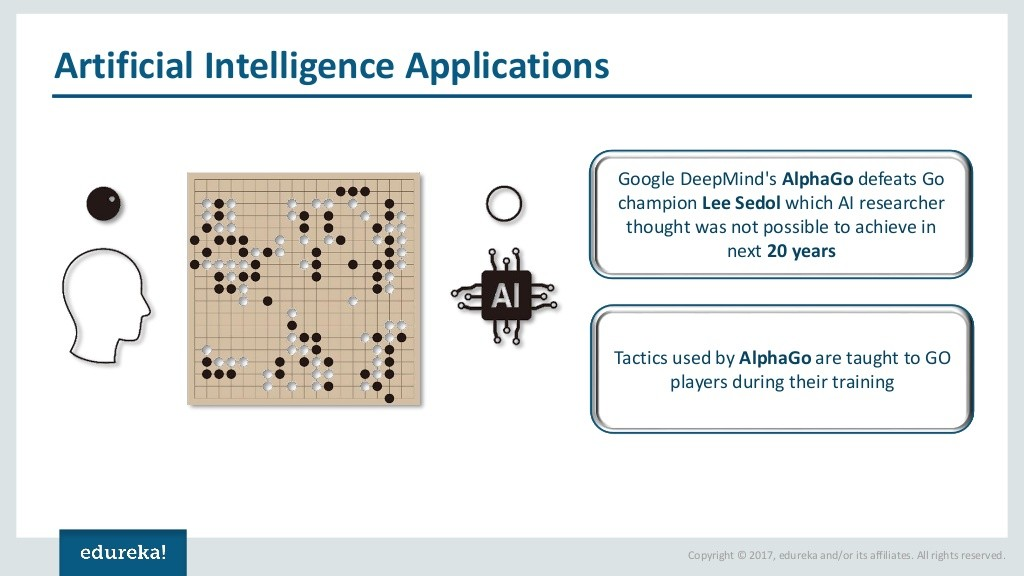 Artificial Intelligence Applications
Google DeepMind's AlphaGo defeats Go
champion Lee Sedol which AI researcher
thought was not possible to achieve in
next 20 years
AI
Tactics used by AlphaGo are taught to GO
players during their training
edureka!
Copyright © 2017, edureka and/or its affiliates. All rights reserved.